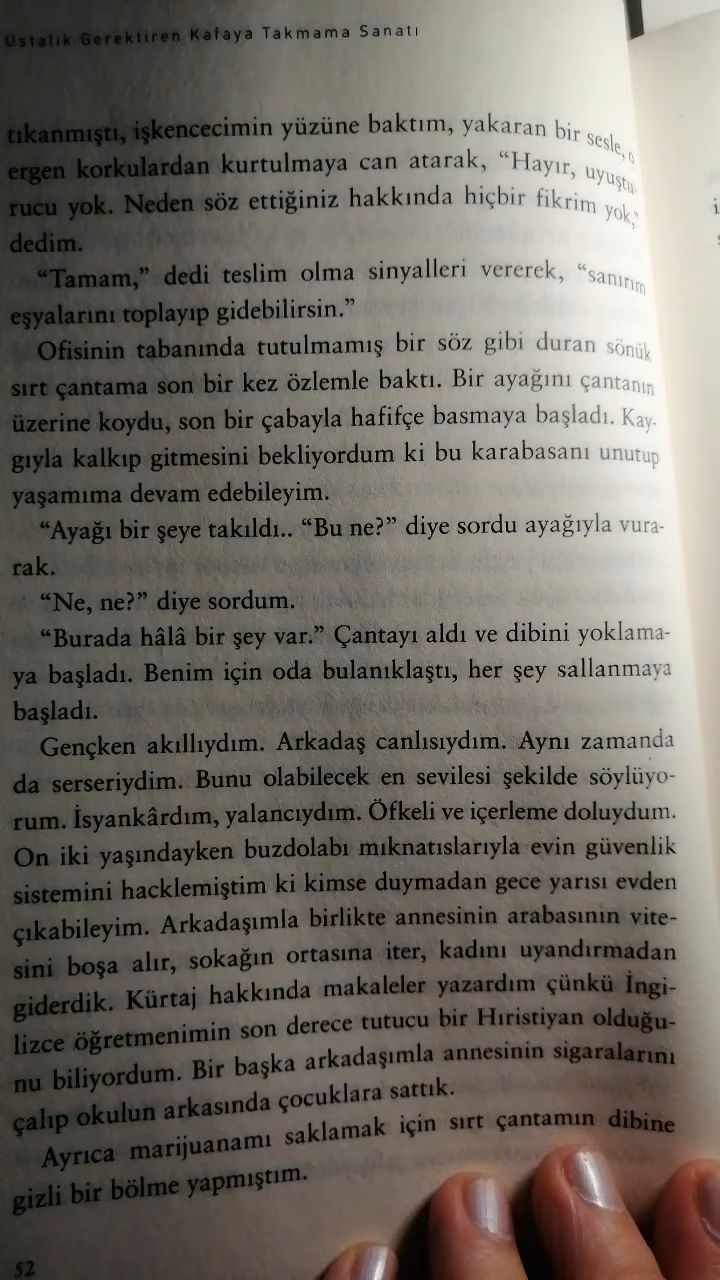 Ustalık Gerektiren Kafaya Takmama Sanatı
tıkanmıştı, işkencecimin yüzüne baktım, yakaran bir sesle, o
ergen korkulardan kurtulmaya can atarak, “Hayır, uyuştu-
rucu yok. Neden söz ettiğiniz hakkında hiçbir fikrim yok,”
dedim.
“Tamam,” dedi teslim olma sinyalleri vererek, “sanırım
eşyalarını toplayıp gidebilirsin.”
Ofisinin tabanında tutulmamış bir söz gibi duran sönük
sırt çantama son bir kez özlemle baktı. Bir ayağını çantanın
üzerine koydu, son bir çabayla hafifçe basmaya başladı. Kay-
gıyla kalkıp gitmesini bekliyordum ki bu karabasanı unutup
yaşamıma devam edebileyim.
“Ayağı bir şeye takıldı.. “Bu ne?” diye sordu ayağıyla vura-
rak.
“Ne, ne?” diye sordum.
“Burada hâlâ bir şey var.” Çantayı aldı ve dibini yoklama-
ya başladı. Benim için oda bulanıklaştı, her şey sallanmaya
başladı.
Gençken akıllıydım. Arkadaş canlısıydım. Aynı zamanda
da serseriydim. Bunu olabilecek en sevilesi şekilde söylüyo-
rum. İsyankârdım, yalancıydım. Öfkeli ve içerleme doluydum.
On iki yaşındayken buzdolabı mıknatıslarıyla evin güvenlik
sistemini hacklemiştim ki kimse duymadan gece yarısı evden
çıkabileyim. Arkadaşımla birlikte annesinin arabasının vite-
sini boşa alır, sokağın ortasına iter, kadını uyandırmadan
giderdik. Kürtaj hakkında makaleler yazardım çünkü İngi-
lizce öğretmenimin son derece tutucu bir Hıristiyan olduğu-
nu biliyordum. Bir başka arkadaşımla annesinin sigaralarını
çalıp okulun arkasında çocuklara sattık.
Ayrıca marijuanamı saklamak için sırt çantamın dibine
gizli bir bölme yapmıştım.
52